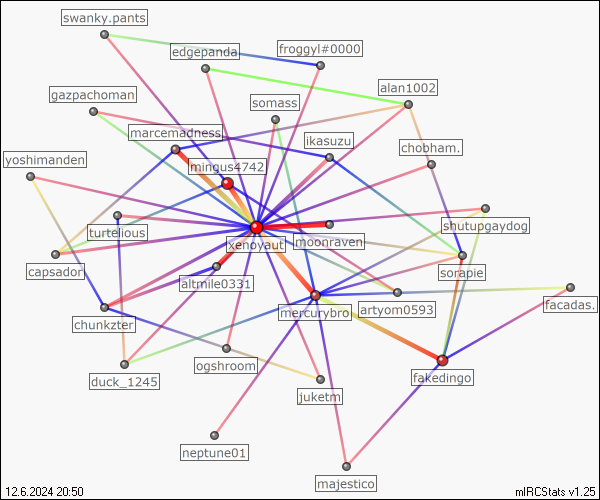 swanky.pants
edgepanda
froggyl#0000
alan1002
gazpachoman
somass
marcemadness
ikasuzu
chobham.
yoshimanden
mingus4742
turtelious
shutupgaydog
xenoyaut
moonraven
capsador
sorapie
altmile0331
mercurybro
artyom0593
facadas.
chunkzter
ogshroom
fakedingo
duck_1245
juketm
neptune01
majestico
12.6.2024 20:50
mIRCStats v1.25